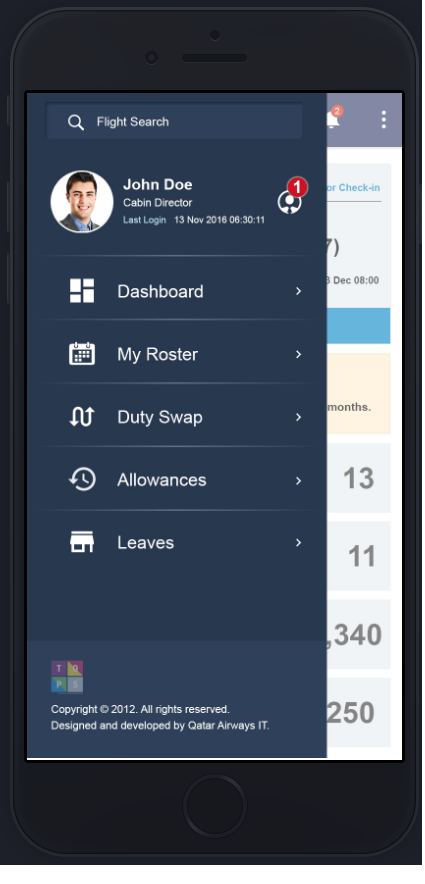 Flight Search
2
John Doe
1
Cabin Director
Last Login 13 Nov 2016 06:30:11
or Check-in
7)
Dec 08:00
Dashboard
My Roster
months.
Duty Swap
Allowances
13
Leaves
11
,340
T O
P S
250
Copyright © 2012. All rights reserved.
Designed and developed by Qatar Airways IT.